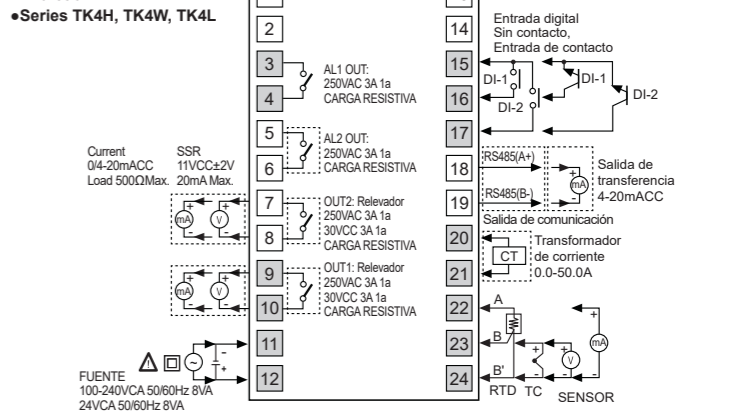 ●Series TK4H, TK4W, TK4L
2
3
4
AL1 OUT:
250VAC 3A 1a
CARGA RESISTIVA
5
6
AL2 OUT:
250VAC 3A 1a
CARGA RESISTIVA
Current
0/4-20mACC
Load 500ΩMax.
SSR
11VCC±2V
20mA Max.
mA
+
-
V
+
-
7
8
OUT2: Relevador
250VAC 3A 1a
30VCC 3A 1a
CARGA RESISTIVA
mA
+
-
V
+
-
9
10
OUT1: Relevador
250VAC 3A 1a
30VCC 3A 1a
CARGA RESISTIVA
11
12
~
-
+
FUENTE
100-240VCA 50/60Hz 8VA
24VCA 50/60Hz 8VA
14
Entrada digital
Sin contacto,
Entrada de contacto
15
16
17
DI-1
DI-2
DI-1
DI-2
18
19
RS485(A+)
RS485(B-)
+
mA
-
Salida de
transferencia
4-20mACC
Salida de comunicación
20
21
CT
Transformador
de corriente
0.0-50.0A
22
23
24
A
B
B'
+
-
+
V
-
+
mA
-
RTD
TC
SENSOR